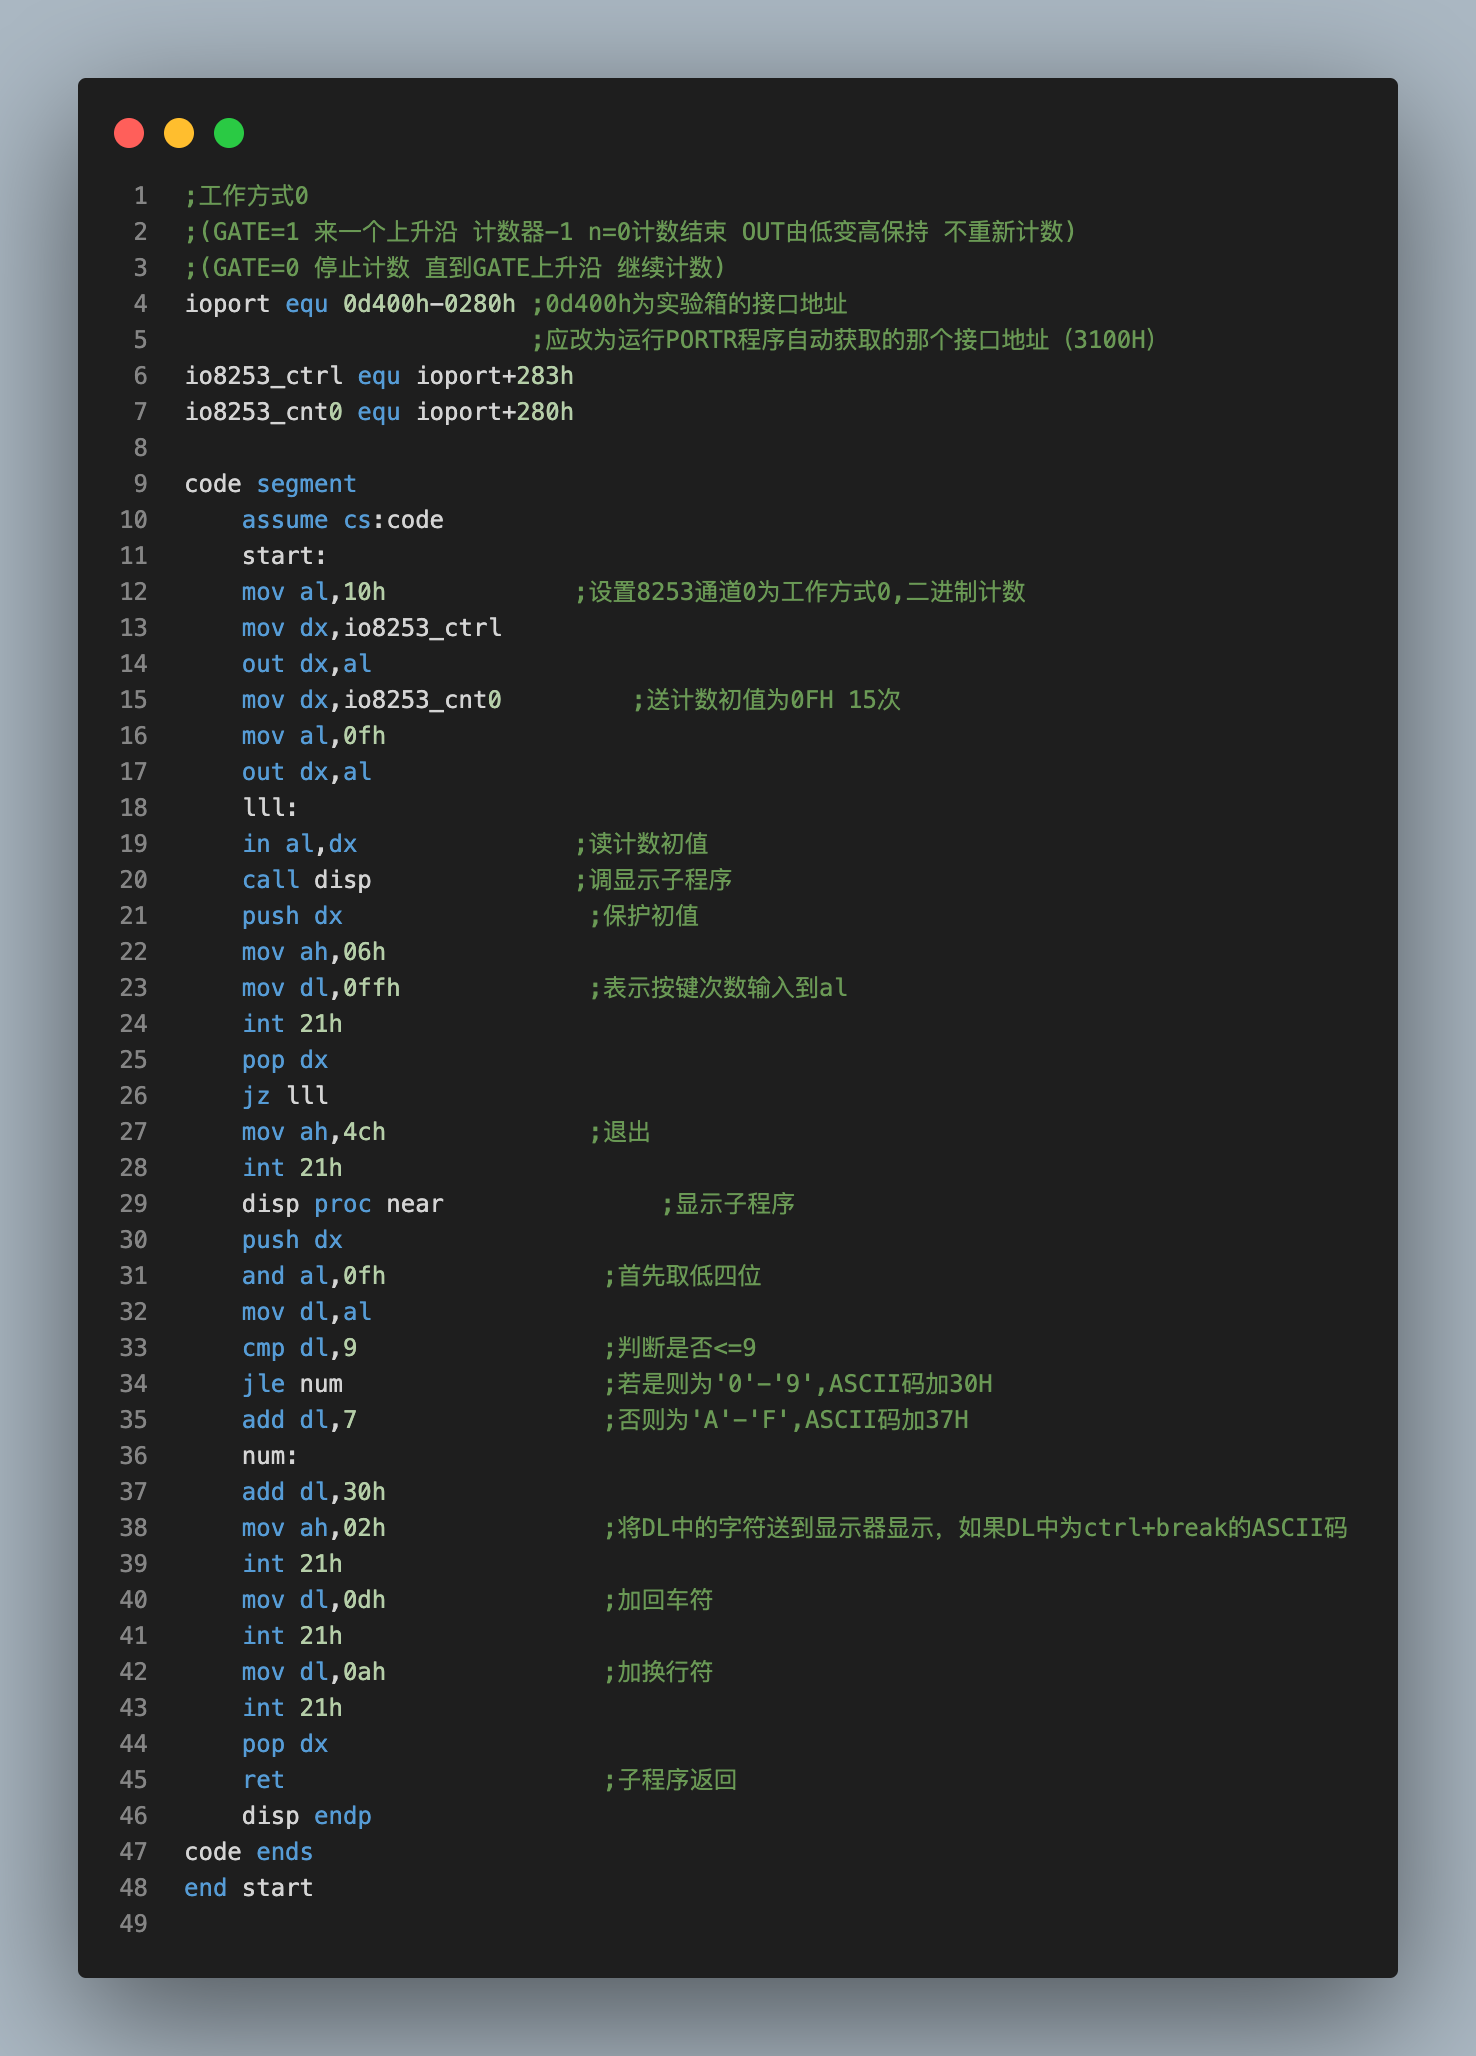 1 ;工作方式0
2 ;(GATE=1 来一个上升沿 计数器-1 n=0计数结束 OUT由低变高保持 不重新计数)
3 ;(GATE=0 停止计数 直到GATE上升沿 继续计数)
4 ioport equ 0d400h-0280h ;0d400h为实验箱的接口地址
5 ;应改为运行PORTR程序自动获取的那个接口地址（3100H）
6 io8253_ctrl equ ioport+283h
7 io8253_cnt0 equ ioport+280h
8
9 code segment
10 assume cs:code
11 start:
12 mov al,10h ;设置8253通道0为工作方式0,二进制计数
13 mov dx,io8253_ctrl
14 out dx,al
15 mov dx,io8253_cnt0 ;送计数初值为0FH 15次
16 mov al,0fh
17 out dx,al
18 lll:
19 in al,dx ;读计数初值
20 call disp ;调显示子程序
21 push dx ;保护初值
22 mov ah,06h
23 mov dl,0ffh ;表示按键次数输入到al
24 int 21h
25 pop dx
26 jz lll
27 mov ah,4ch ;退出
28 int 21h
29 disp proc near ;显示子程序
30 push dx
31 and al,0fh ;首先取低四位
32 mov dl,al
33 cmp dl,9 ;判断是否<=9
34 jle num ;若是则为'0'-'9',ASCII码加30H
35 add dl,7 ;否则为'A'-'F',ASCII码加37H
36 num:
37 add dl,30h
38 mov ah,02h ;将DL中的字符送到显示器显示，如果DL中为ctrl+break的ASCII码
39 int 21h
40 mov dl,0dh ;加回车符
41 int 21h
42 mov dl,0ah ;加换行符
43 int 21h
44 pop dx
45 ret ;子程序返回
46 disp endp
47 code ends
48 end start
49